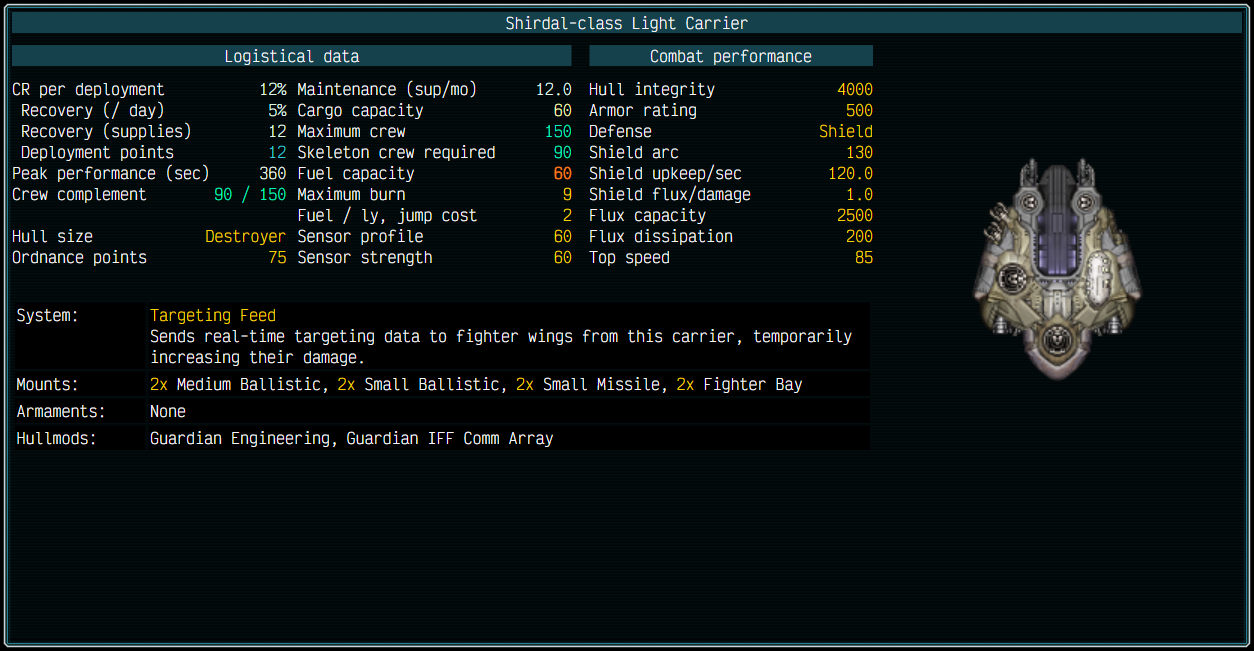 Shirdal-class Light Carrier
Logistical data
CR per deployment 12% Maintenance (sup/mo) 12.0
Recovery (/ day) 5% Cargo capacity 60
Recovery (supplies) 12 Maximum crew 150
Deployment points 12 Skeleton crew required 90
Peak performance (sec) 360 Fuel capacity 60
Crew complement 90 / 150 Maximum burn 9
Fuel / ly, jump cost 2
Hull size Destroyer Sensor profile 60
Ordnance points 75 Sensor strength 60
Combat performance
Hull integrity 4000
Armor rating 500
Defense Shield
Shield arc 130
Shield upkeep/sec 120.0
Shield flux/damage 1.0
Flux capacity 2500
Flux dissipation 200
Top speed 85
System: Targeting Feed
Sends real-time targeting data to fighter wings from this carrier, temporarily
increasing their damage.
Mounts: 2x Medium Ballistic, 2x Small Ballistic, 2x Small Missile, 2x Fighter Bay
Armaments: None
Hullmods: Guardian Engineering, Guardian IFF Comm Array